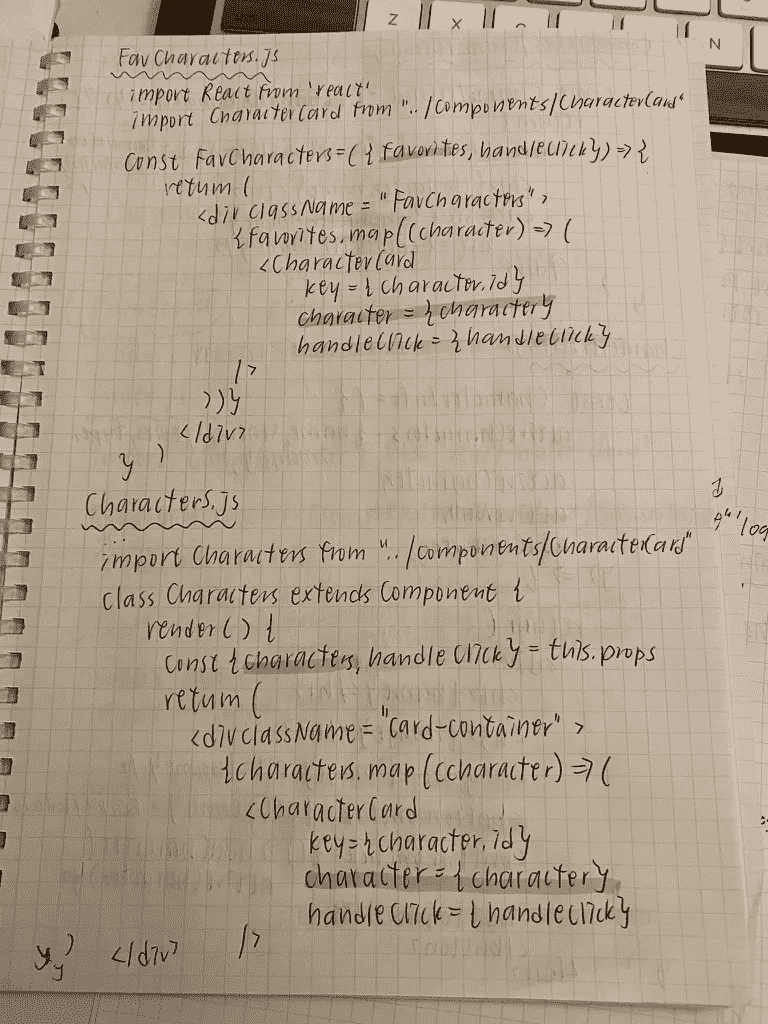 Z
X
N
FavCharacters.js
import React from 'react'
import CharacterCard from "../Components/CharacterCard"
const FavCharacters=({ favorites, handleClick}) => {
return (
<div className = "FavCharacters">
{favorites.map((character) => (
<CharacterCard
key = {character.id}
character = {character}
handleClick = {handleClick}
/>
))}
</div>
)
}
Characters.js
...
import Characters from "../components/CharacterCard"
class Characters extends Component {
render() {
const {characters, handleClick} = this.props
return (
<div className = "card-container" >
{characters.map ((character) => (
<CharacterCard
key={character.id}
character = {character}
handleClick = {handleClick}
}} ) </div> />